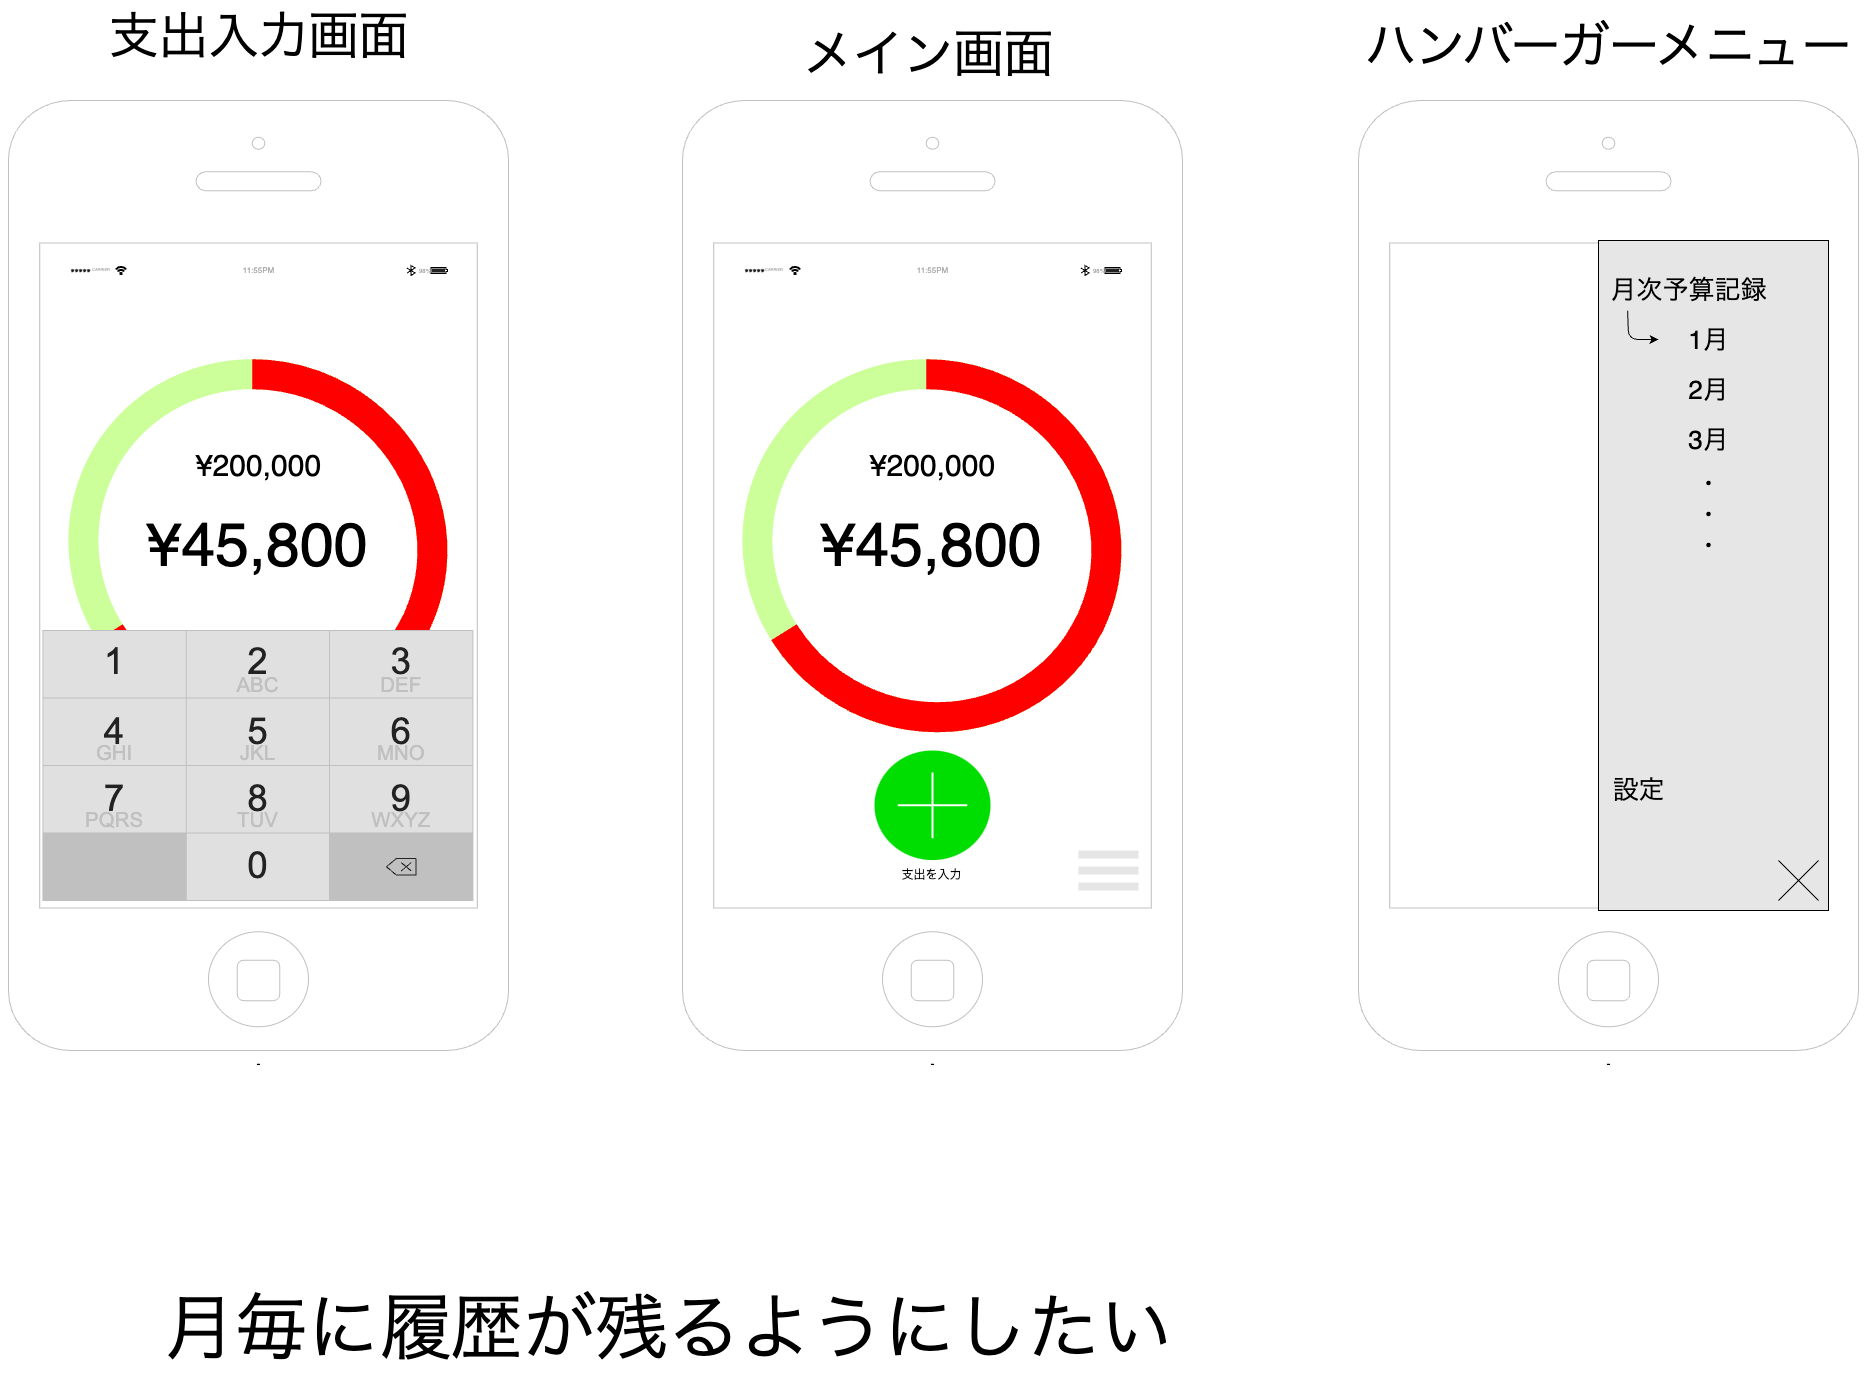 支出入力画面
メイン画面
ハンバーガーメニュー
CARRIER
11:55PM
98%
¥200,000
¥45,800
1
2
ABC
3
DEF
4
GHI
5
JKL
6
MNO
7
PQRS
8
TUV
9
WXYZ
0
CARRIER
11:55PM
98%
¥200,000
¥45,800
支出を入力
月次予算記録
1月
2月
3月
・
・
・
設定
月毎に履歴が残るようにしたい